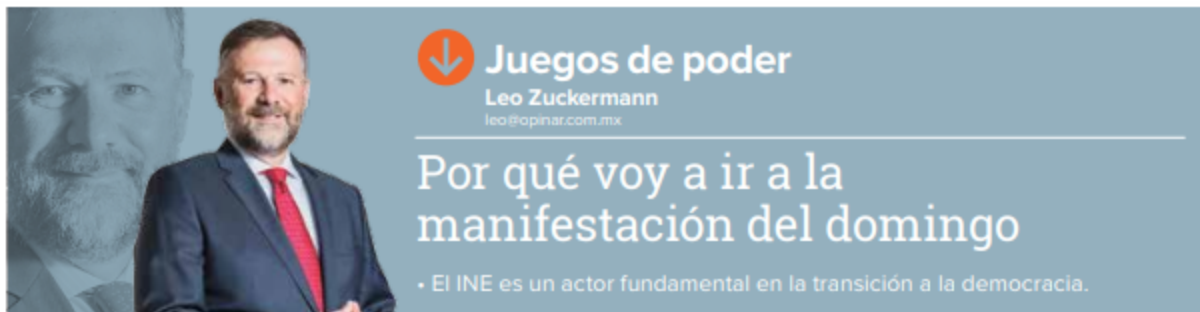 Juegos de poder
Leo Zuckermann
leo@opinar.com.mx
Por qué voy a ir a la
manifestación del domingo
• El INE es un actor fundamental en la transición a la democracia.